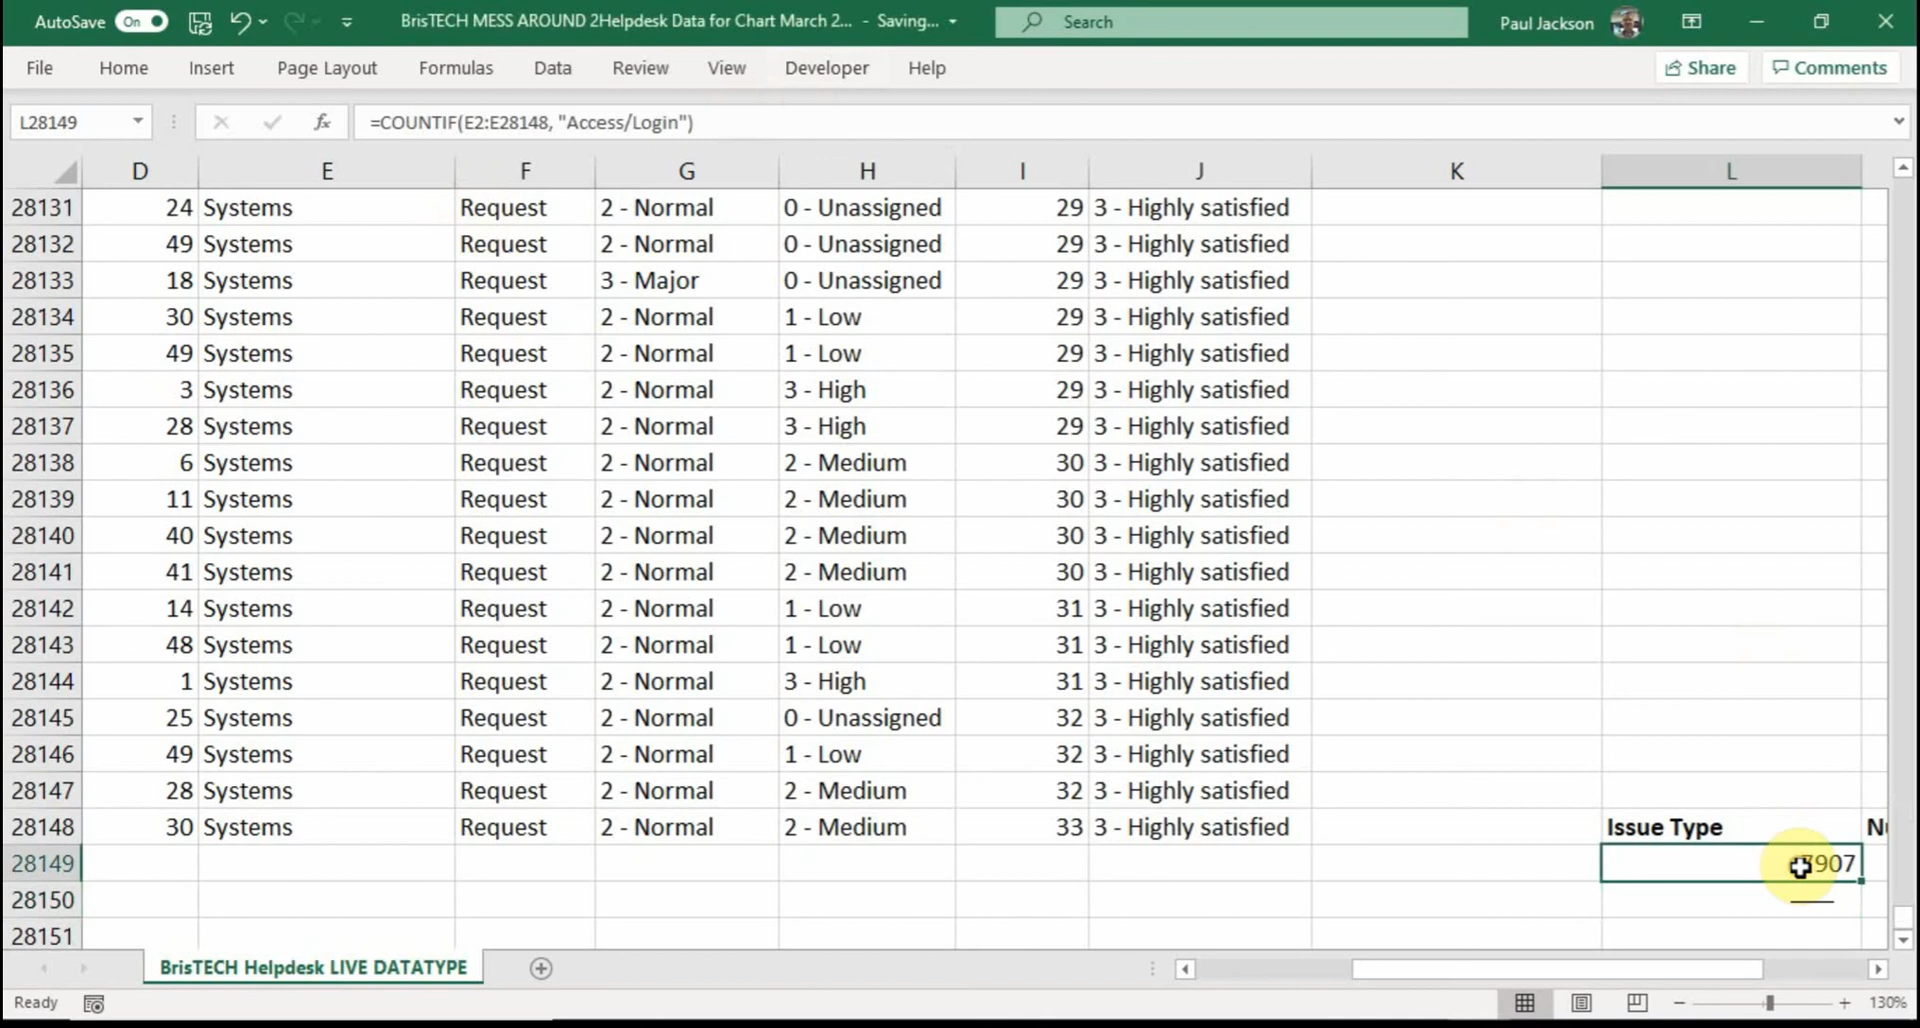 AutoSave On BrisTECH MESS AROUND 2Helpdesk Data for Chart March 2... - Saving... Search Paul Jackson
File Home Insert Page Layout Formulas Data Review View Developer Help Share Comments
L28149 fx =COUNTIF(E2:E28148, "Access/Login")
D E F G H I J K L
28131 24 Systems Request 2 - Normal 0 - Unassigned 29 3 - Highly satisfied
28132 49 Systems Request 2 - Normal 0 - Unassigned 29 3 - Highly satisfied
28133 18 Systems Request 3 - Major 0 - Unassigned 29 3 - Highly satisfied
28134 30 Systems Request 2 - Normal 1 - Low 29 3 - Highly satisfied
28135 49 Systems Request 2 - Normal 1 - Low 29 3 - Highly satisfied
28136 3 Systems Request 2 - Normal 3 - High 29 3 - Highly satisfied
28137 28 Systems Request 2 - Normal 3 - High 29 3 - Highly satisfied
28138 6 Systems Request 2 - Normal 2 - Medium 30 3 - Highly satisfied
28139 11 Systems Request 2 - Normal 2 - Medium 30 3 - Highly satisfied
28140 40 Systems Request 2 - Normal 2 - Medium 30 3 - Highly satisfied
28141 41 Systems Request 2 - Normal 2 - Medium 30 3 - Highly satisfied
28142 14 Systems Request 2 - Normal 1 - Low 31 3 - Highly satisfied
28143 48 Systems Request 2 - Normal 1 - Low 31 3 - Highly satisfied
28144 1 Systems Request 2 - Normal 3 - High 31 3 - Highly satisfied
28145 25 Systems Request 2 - Normal 0 - Unassigned 32 3 - Highly satisfied
28146 49 Systems Request 2 - Normal 1 - Low 32 3 - Highly satisfied
28147 28 Systems Request 2 - Normal 2 - Medium 32 3 - Highly satisfied
28148 30 Systems Request 2 - Normal 2 - Medium 33 3 - Highly satisfied Issue Type
28149 7907
28150
28151
BrisTECH Helpdesk LIVE DATATYPE
Ready 130%